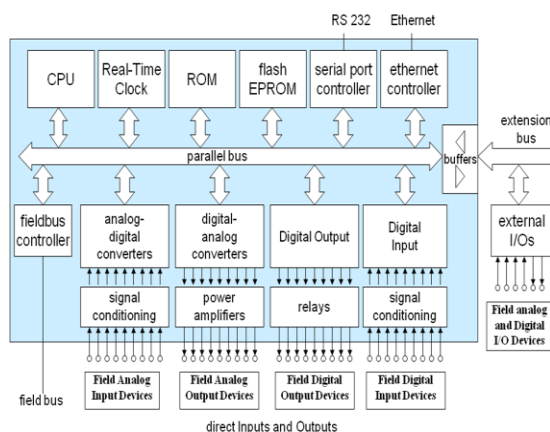 RS 232
Ethernet
CPU
Real-Time
Clock
ROM
flash
EPROM
serial port
controller
ethernet
controller
extension
bus
parallel bus
buffers
fieldbus
controller
analog-
digital
converters
digital-
analog
converters
Digital Output
Digital
Input
external
I/Os
signal
conditioning
power
amplifiers
relays
signal
conditioning
Field analog
and Digital
I/O Devices
field bus
Field Analog
Input Devices
Field Analog
Output Devices
Field Digital
Output Devices
Field Digital
Input Devices
direct Inputs and Outputs